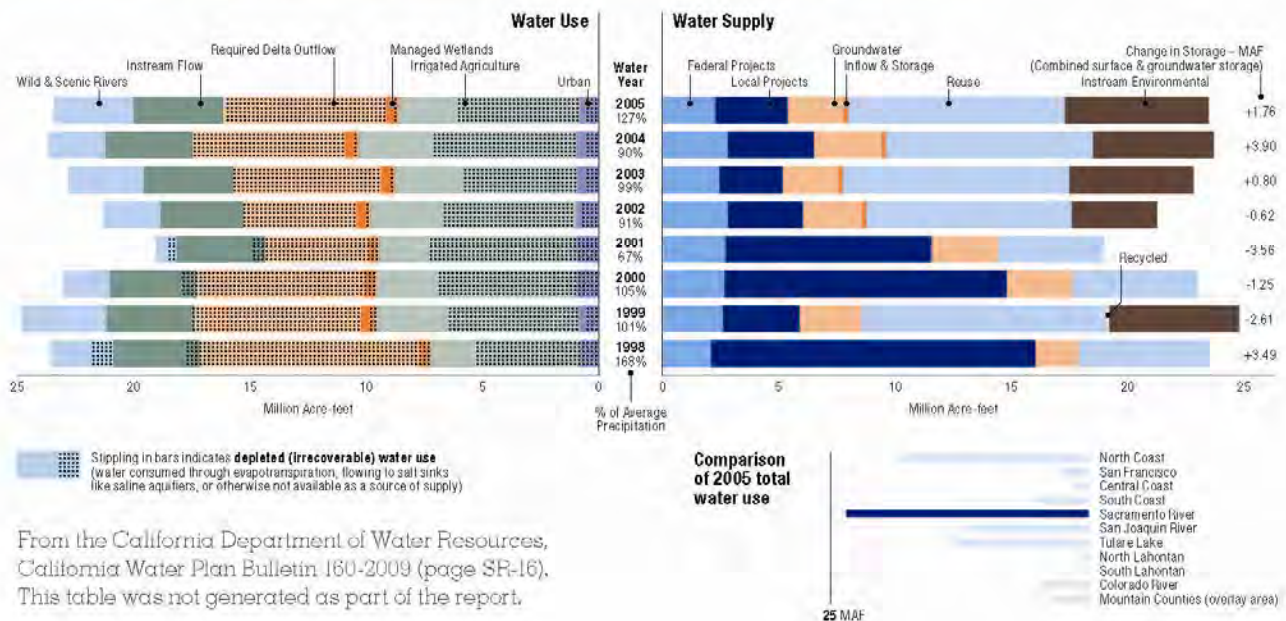 Water Use
Water Supply
Required Delta Outflow
Managed Wetlands
Groundwater
Change in Storage – MAF
Instream Flow
Irrigated Agriculture
Water
Federal Projects
Inflow & Storage
(Combined surface & groundwater storage)
Wild & Scenic Rivers
Urban
Year
Local Projects
Reuse
Instream Environmental
2005
127%
+1.76
2004
90%
+3.90
2003
99%
+0.80
2002
91%
-0.62
2001
67%
-3.56
Recycled
2000
105%
-1.25
1999
101%
-2.61
1998
168%
+3.49
25 20 15 10 5 0
0 5 10 15 20 25
Million Acre-feet
% of Average
Precipitation
Million Acre-feet
Stippling in bars indicates depleted (irrecoverable) water use
(water consumed through evapotranspiration, flowing to salt sinks
like saline aquifiers, or otherwise not available as a source of supply)
Comparison
of 2005 total
water use
North Coast
San Francisco
Central Coast
South Coast
Sacramento River
San Joaquin River
Tulare Lake
North Lahontan
South Lahontan
Colorado River
Mountain Counties (overlay area)
25 MAF
From the California Department of Water Resources,
California Water Plan Bulletin 160-2009 (page SR-16).
This table was not generated as part of the report.